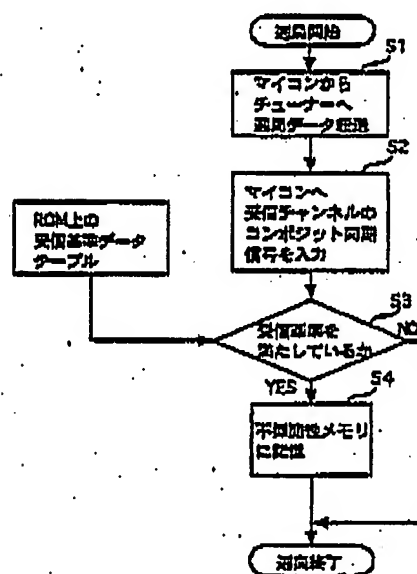 選局開始
S1
マイコンから
チューナーへ
選局データ転送
S2
マイコンへ
受信チャンネルの
コンポジット同期
信号を入力
ROM上の
受信基準データ
テーブル
S3
受信基準を
満たしているか
NO
YES
S4
不揮発性メモリ
に記憶
選局終了